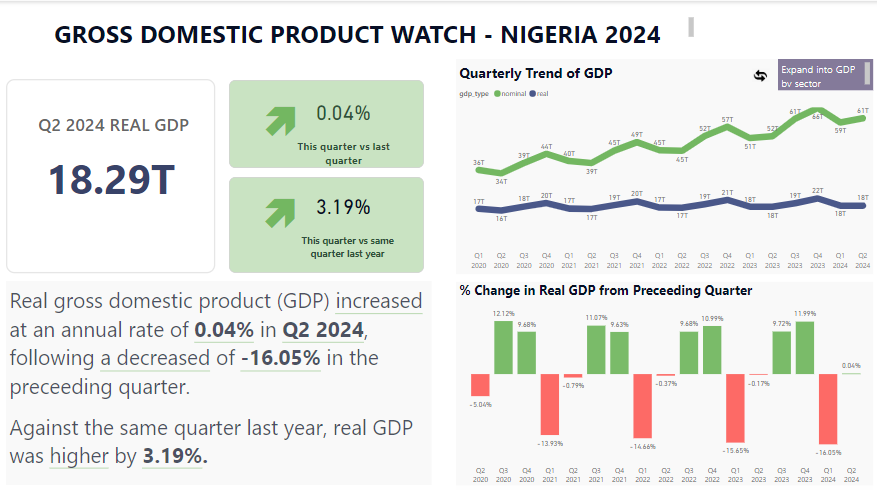 GROSS DOMESTIC PRODUCT WATCH - NIGERIA 2024
Q2 2024 REAL GDP
18.29T
0.04%
This quarter vs last
quarter
3.19%
This quarter vs same
quarter last year
Real gross domestic product (GDP) increased
at an annual rate of 0.04% in Q2 2024,
following a decreased of -16.05% in the
preceeding quarter.
Against the same quarter last year, real GDP
was higher by 3.19%.
Quarterly Trend of GDP
Expand into GDP
by sector
gdp_type nominal real
36T 34T 39T 44T 40T 39T 45T 49T 45T 45T 52T 57T 51T 52T 61T 66T 59T 61T
17T 16T 18T 20T 17T 17T 19T 20T 17T 17T 19T 21T 18T 18T 19T 22T 18T 18T
Q1 Q2 Q3 Q4 Q1 Q2 Q3 Q4 Q1 Q2 Q3 Q4 Q1 Q2 Q3 Q4 Q1 Q2
2020 2020 2020 2020 2021 2021 2021 2021 2022 2022 2022 2022 2023 2023 2023 2023 2024 2024
% Change in Real GDP from Preceeding Quarter
-5.04% 12.12% 9.68% -13.93% -0.79% 11.07% 9.63% -14.66% -0.37% 9.68% 10.99% -15.65% -0.17% 9.72% 11.99% -16.05% 0.04%
Q2 Q3 Q4 Q1 Q2 Q3 Q4 Q1 Q2 Q3 Q4 Q1 Q2 Q3 Q4 Q1 Q2
2020 2020 2020 2021 2021 2021 2021 2022 2022 2022 2022 2023 2023 2023 2023 2024 2024